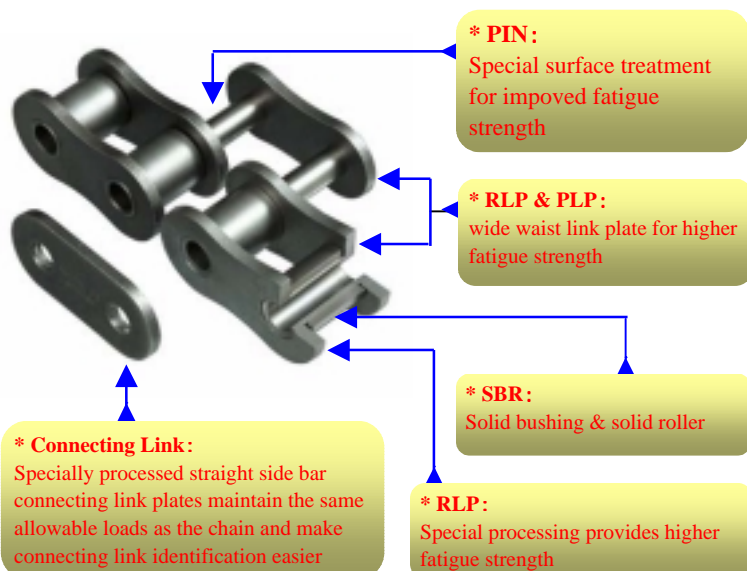 * PIN:
Special surface treatment
for impoved fatigue
strength
* RLP & PLP:
wide waist link plate for higher
fatigue strength
* SBR:
Solid bushing & solid roller
* Connecting Link:
Specially processed straight side bar
connecting link plates maintain the same
allowable loads as the chain and make
connecting link identification easier
* RLP:
Special processing provides higher
fatigue strength